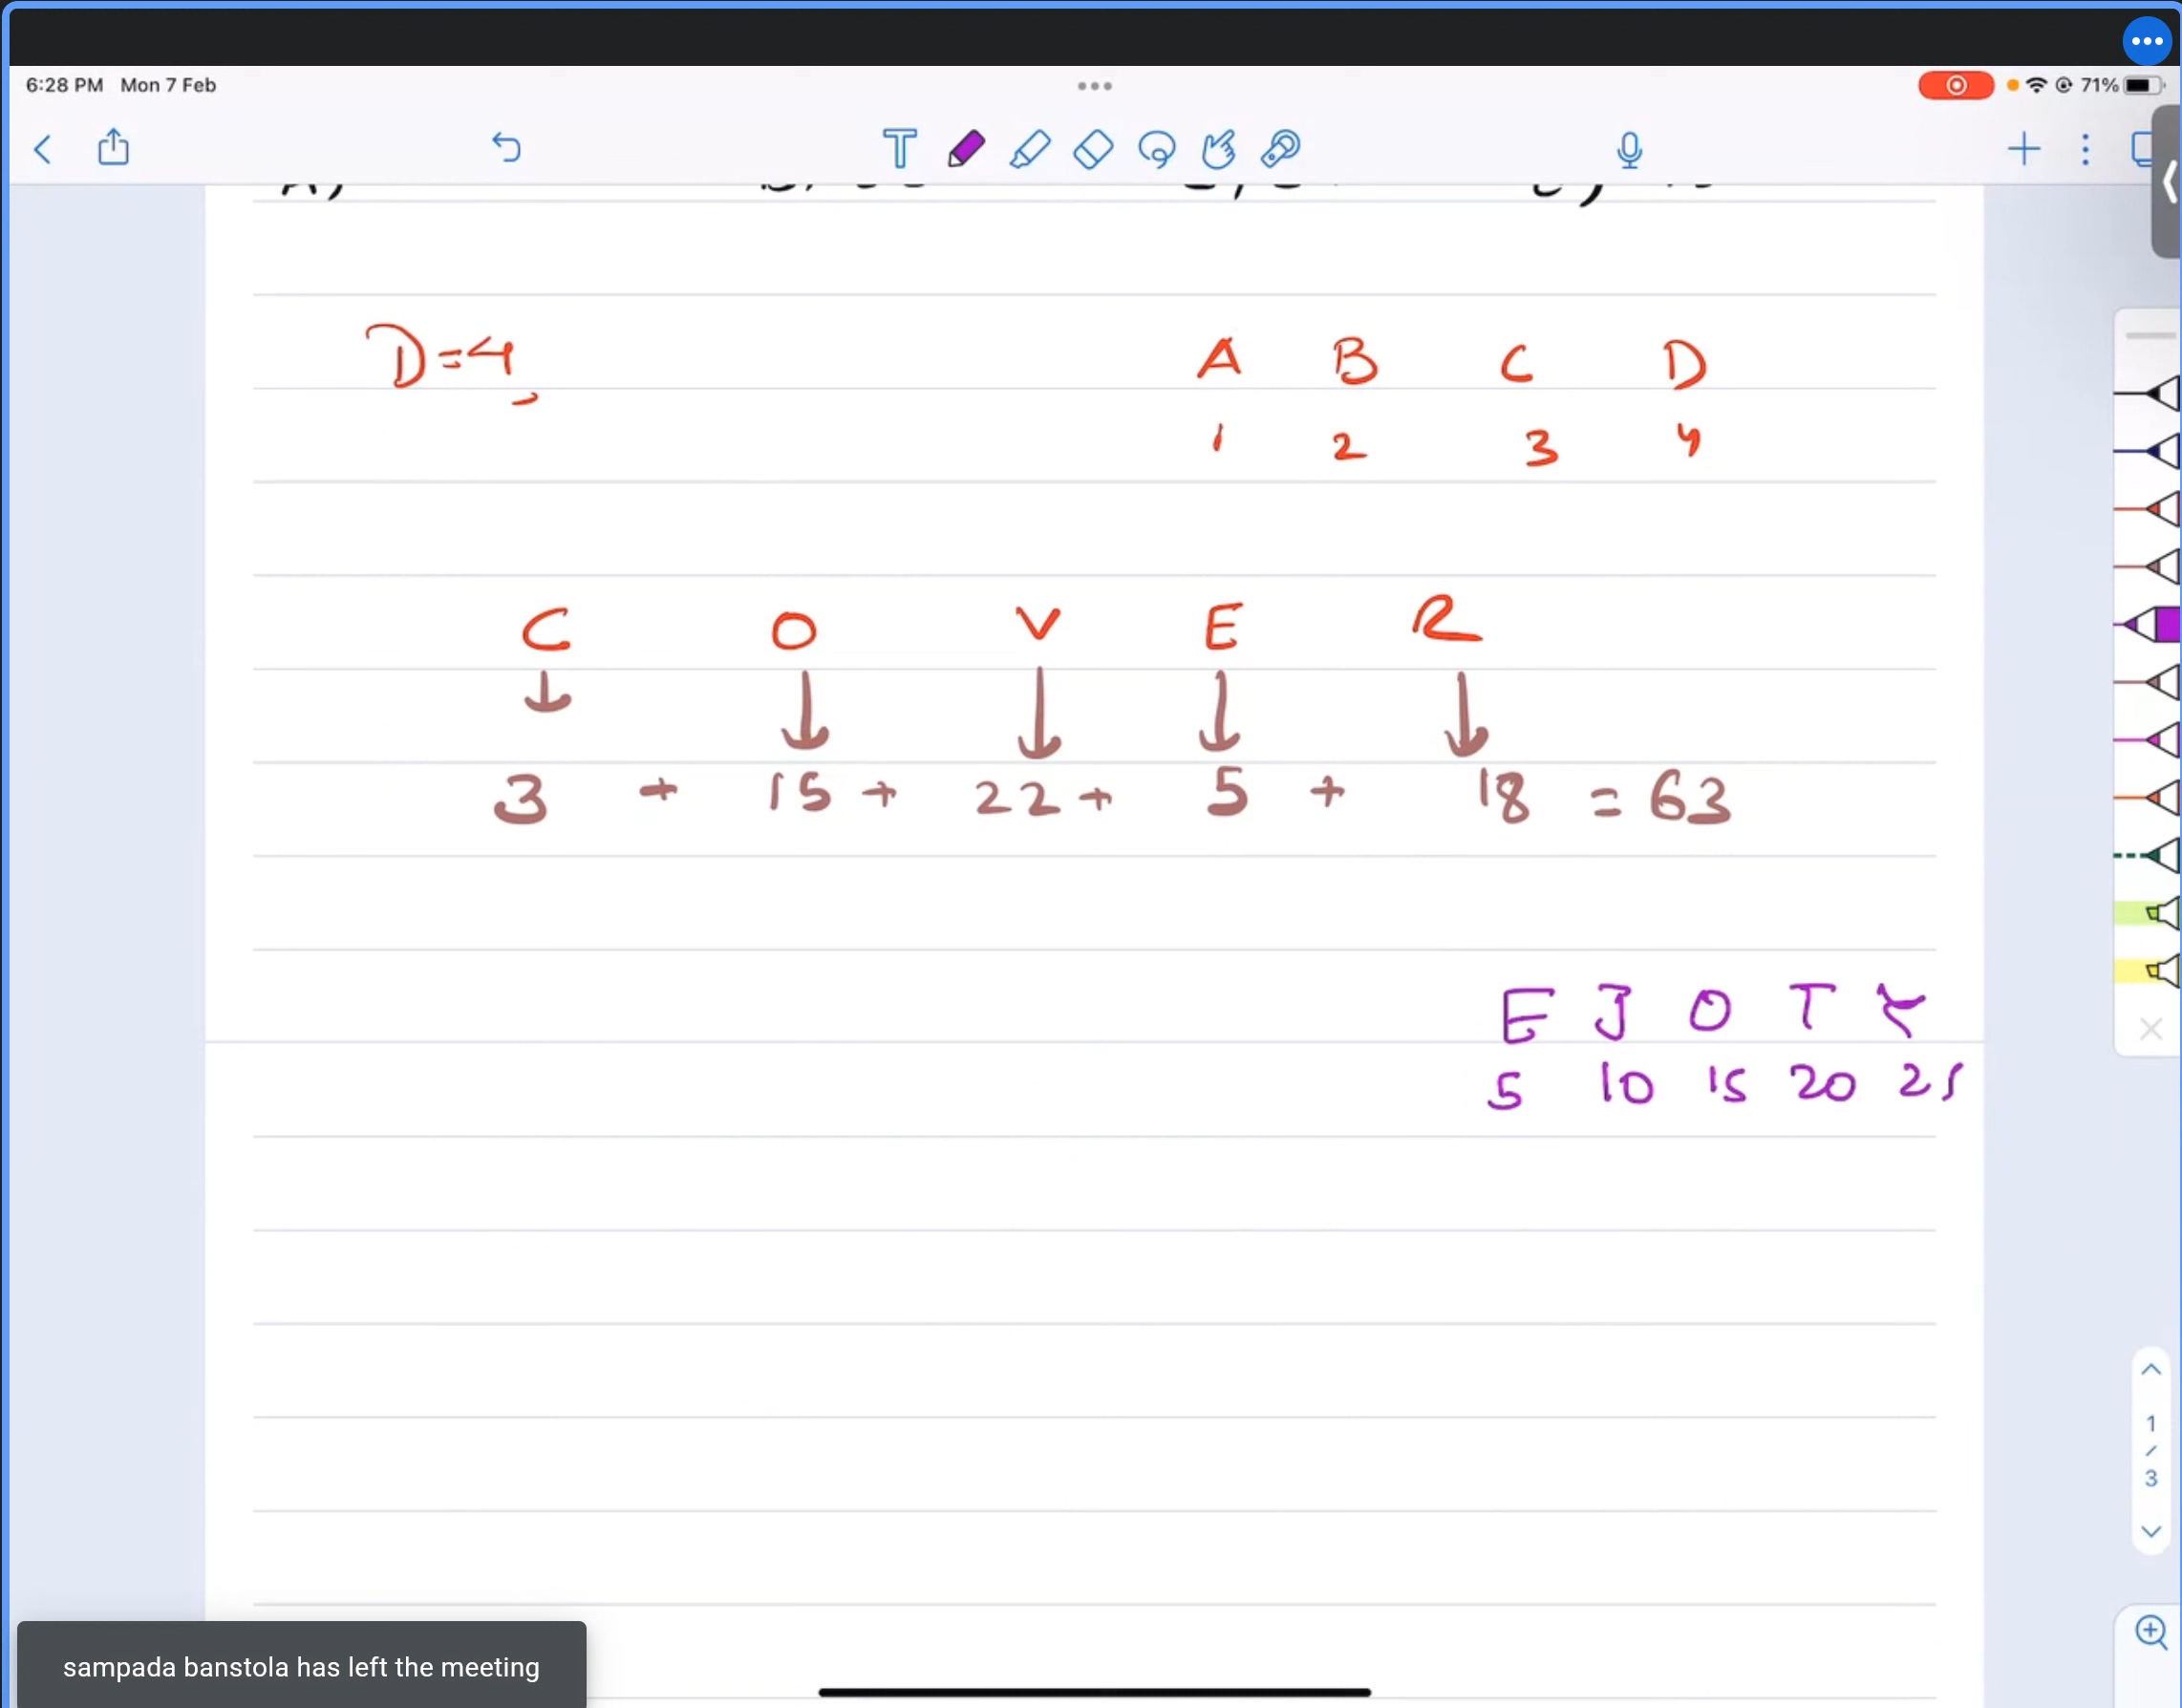 6:28 PM Mon 7 Feb
71%
A)
D=4,
A B C D
1 2 3 4
C O V E R
3 + 15 + 22 + 5 + 18 = 63
E J O T Y
5 10 15 20 25
1
/
3
sampada banstola has left the meeting